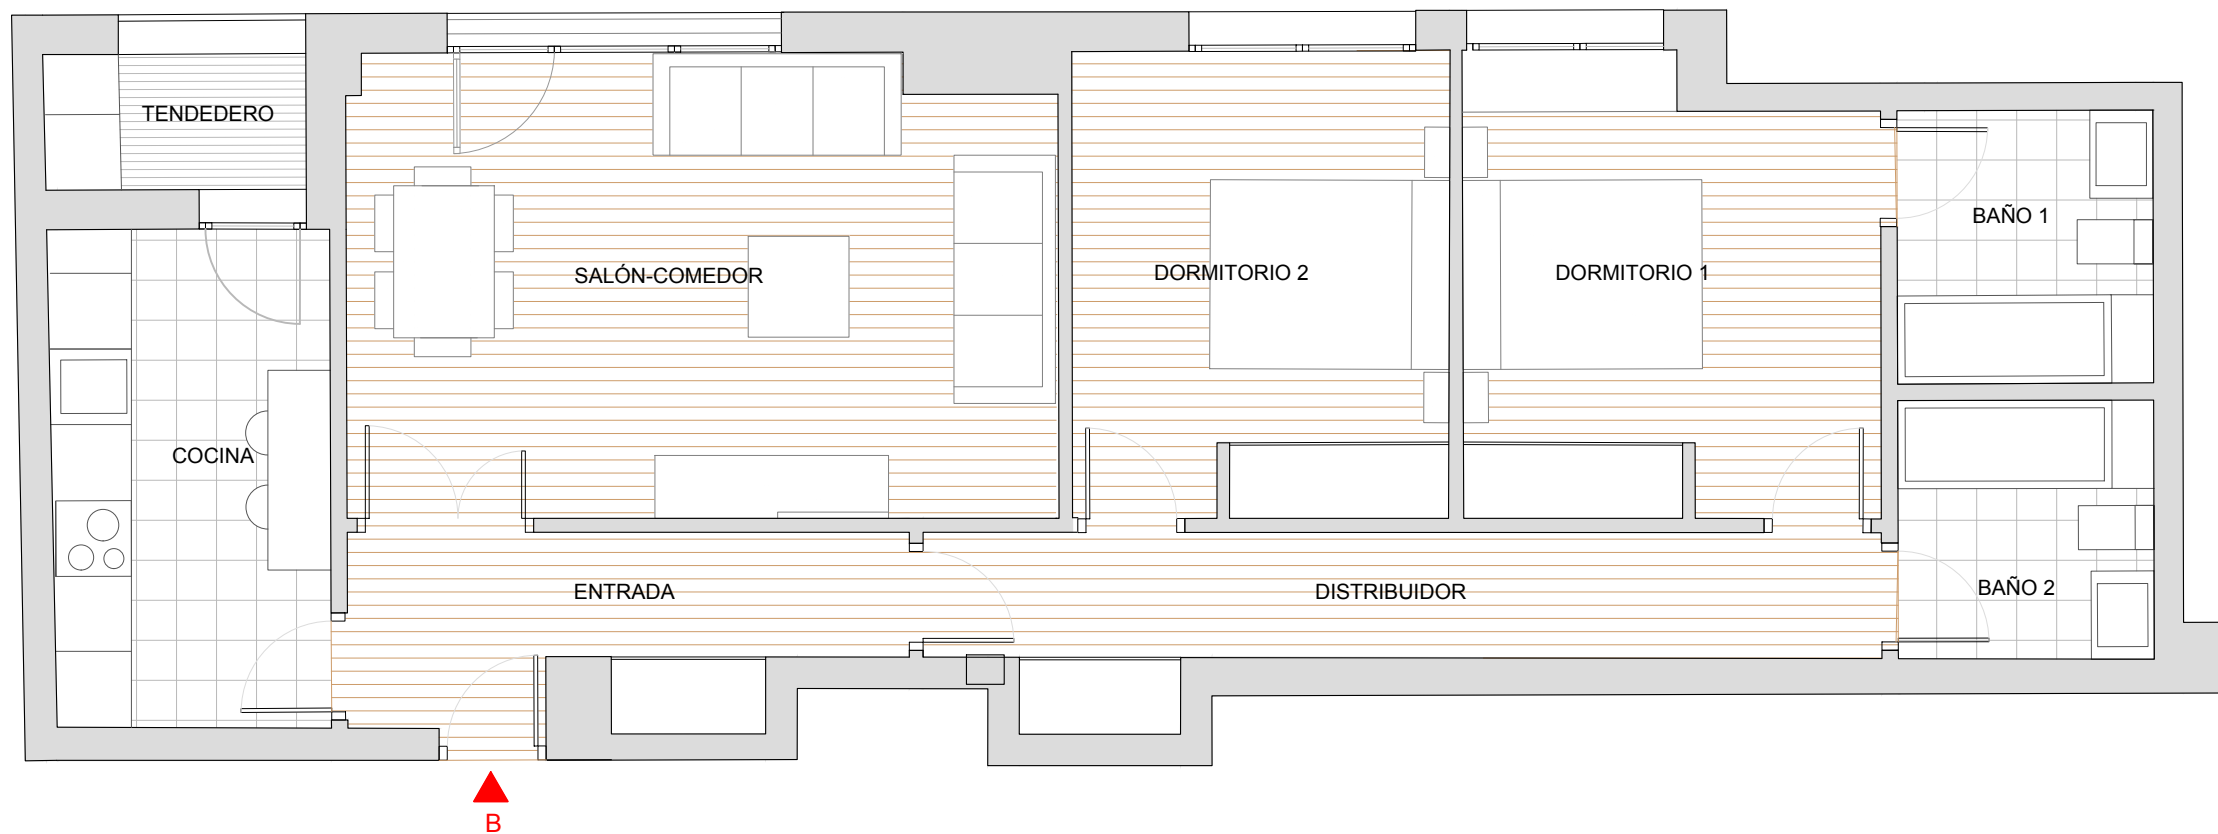 TENDEDERO
BAÑO 1
SALÓN-COMEDOR
DORMITORIO 2
DORMITORIO 1
COCINA
ENTRADA
DISTRIBUIDOR
BAÑO 2
B